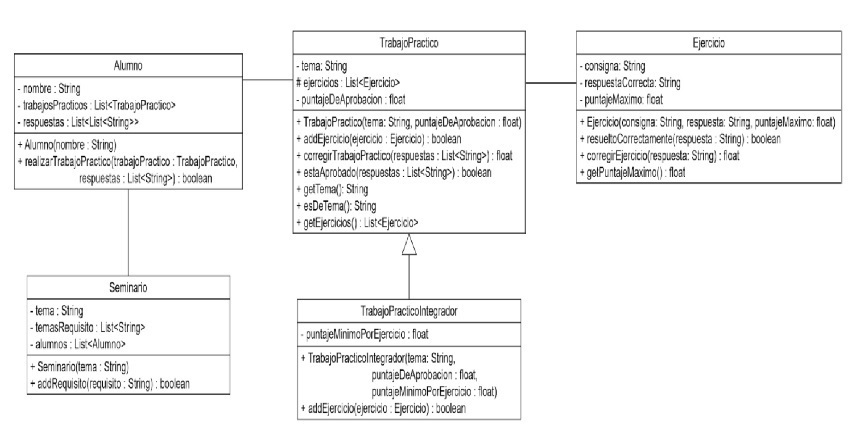 Alumno
- nombre : String
- trabajosPracticos : List<TrabajoPractico>
- respuestas : List<List<String>>
+ Alumno(nombre : String)
+ realizarTrabajoPractico(trabajoPractico : TrabajoPractico,
respuestas : List<String>) : boolean
TrabajoPractico
- tema: String
# ejercicios : List<Ejercicio>
- puntajeDeAprobacion : float
+ TrabajoPractico(tema: String, puntajeDeAprobacion : float)
+ addEjercicio(ejercicio : Ejercicio) : boolean
+ corregirTrabajoPractico(respuestas : List<String>) : float
+ estaAprobado(respuestas : List<String>) : boolean
+ getTema(): String
+ esDeTema(): String
+ getEjercicios() : List<Ejercicio>
Ejercicio
- consigna: String
- respuestaCorrecta: String
- puntajeMaximo: float
+ Ejercicio(consigna: String, respuesta: String, puntajeMaximo: float)
+ resueltoCorrectamente(respuesta : String) : boolean
+ corregirEjercicio(respuesta: String) : float
+ getPuntajeMaximo() : float
Seminario
- tema : String
- temasRequisito : List<String>
- alumnos : List<Alumno>
+ Seminario(tema : String)
+ addRequisito(requisito : String) : boolean
TrabajoPracticoIntegrador
- puntajeMinimoPorEjercicio : float
+ TrabajoPracticoIntegrador(tema: String,
puntajeDeAprobacion : float,
puntajeMinimoPorEjercicio : float)
+ addEjercicio(ejercicio : Ejercicio) : boolean